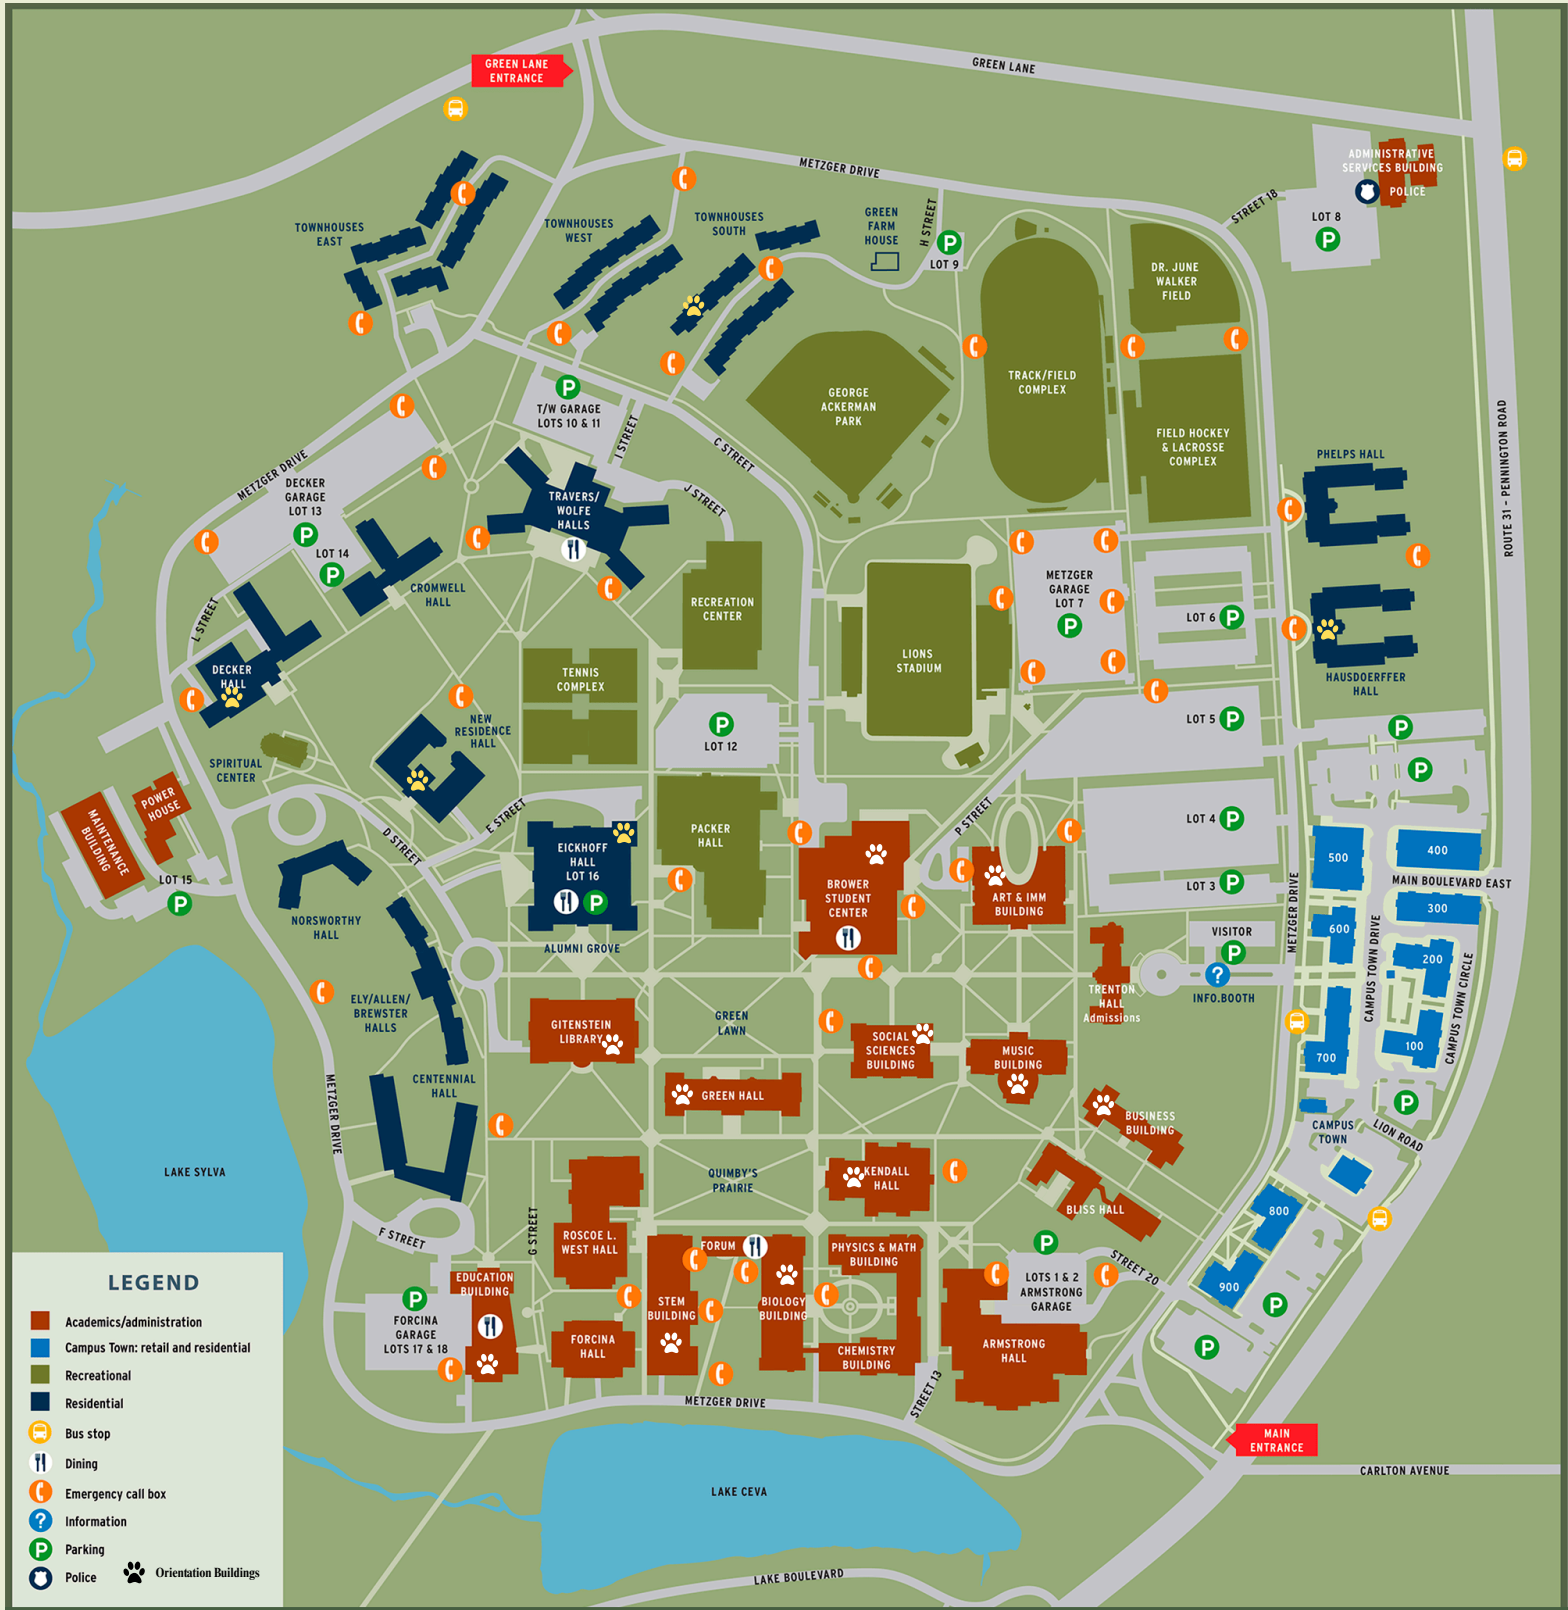 GREEN LANE
ENTRANCE
GREEN LANE
METZGER DRIVE
ADMINISTRATIVE
SERVICES BUILDING
POLICE
STREET 18
LOT 8
P
TOWNHOUSES
EAST
TOWNHOUSES
WEST
TOWNHOUSES
SOUTH
GREEN
FARM
HOUSE
H STREET
P
LOT 9
DR. JUNE
WALKER
FIELD
TRACK/FIELD
COMPLEX
GEORGE
ACKERMAN
PARK
FIELD HOCKEY
& LACROSSE
COMPLEX
P
T/W GARAGE
LOTS 10 & 11
I STREET
C STREET
J STREET
ROUTE 31 - PENNINGTON ROAD
PHELPS HALL
METZGER DRIVE
DECKER
GARAGE
LOT 13
P
LOT 14
P
TRAVERS/
WOLFE
HALLS
CROMWELL
HALL
L STREET
DECKER
HALL
RECREATION
CENTER
METZGER
GARAGE
LOT 7
P
LOT 6
P
LIONS
STADIUM
HAUSDOERFFER
HALL
TENNIS
COMPLEX
NEW
RESIDENCE
HALL
P
LOT 12
LOT 5
P
P
P
SPIRITUAL
CENTER
POWER
HOUSE
MAINTENANCE
BUILDING
LOT 15
P
D STREET
E STREET
P STREET
LOT 4
P
LOT 3
P
EICKHOFF
HALL
LOT 16
P
ALUMNI GROVE
PACKER
HALL
BROWER
STUDENT
CENTER
ART & IMM
BUILDING
500
400
MAIN BOULEVARD EAST
300
600
200
METZGER DRIVE
CAMPUS TOWN DRIVE
CAMPUS TOWN CIRCLE
VISITOR
P
?
INFO.BOOTH
TRENTON
HALL
Admissions
NORSWORTHY
HALL
ELY/ALLEN/
BREWSTER
HALLS
GITENSTEIN
LIBRARY
GREEN
LAWN
SOCIAL
SCIENCES
BUILDING
MUSIC
BUILDING
700
100
P
CENTENNIAL
HALL
GREEN HALL
BUSINESS
BUILDING
CAMPUS
TOWN
LION ROAD
METZGER DRIVE
LAKE SYLVA
QUIMBY'S
PRAIRIE
KENDALL
HALL
BLISS HALL
800
900
P
P
F STREET
G STREET
ROSCOE L.
WEST HALL
FORUM
PHYSICS & MATH
BUILDING
P
LOTS 1 & 2
ARMSTRONG
GARAGE
STREET 20
EDUCATION
BUILDING
P
FORCINA
GARAGE
LOTS 17 & 18
FORCINA
HALL
STEM
BUILDING
BIOLOGY
BUILDING
CHEMISTRY
BUILDING
ARMSTRONG
HALL
STREET 13
METZGER DRIVE
MAIN
ENTRANCE
CARLTON AVENUE
LAKE CEVA
LAKE BOULEVARD
LEGEND
Academics/administration
Campus Town: retail and residential
Recreational
Residential
Bus stop
Dining
Emergency call box
? Information
P Parking
Police
Orientation Buildings